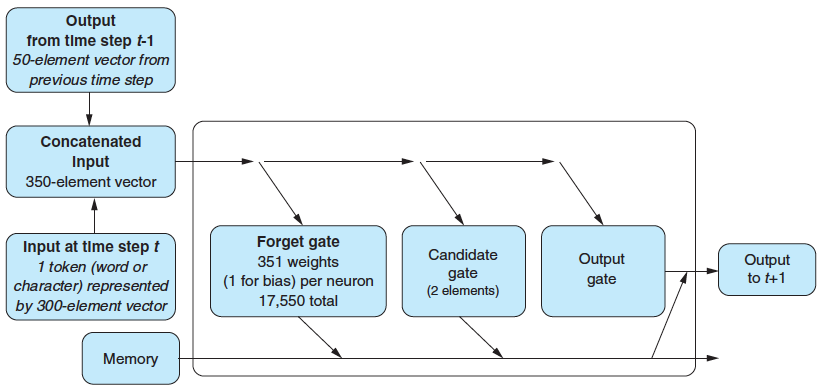 Output
from time step t-1
50-element vector from
previous time step
Concatenated
Input
350-element vector
Input at time step t
1 token (word or
character) represented
by 300-element vector
Memory
Forget gate
351 weights
(1 for bias) per neuron
17,550 total
Candidate
gate
(2 elements)
Output
gate
Output
to t+1